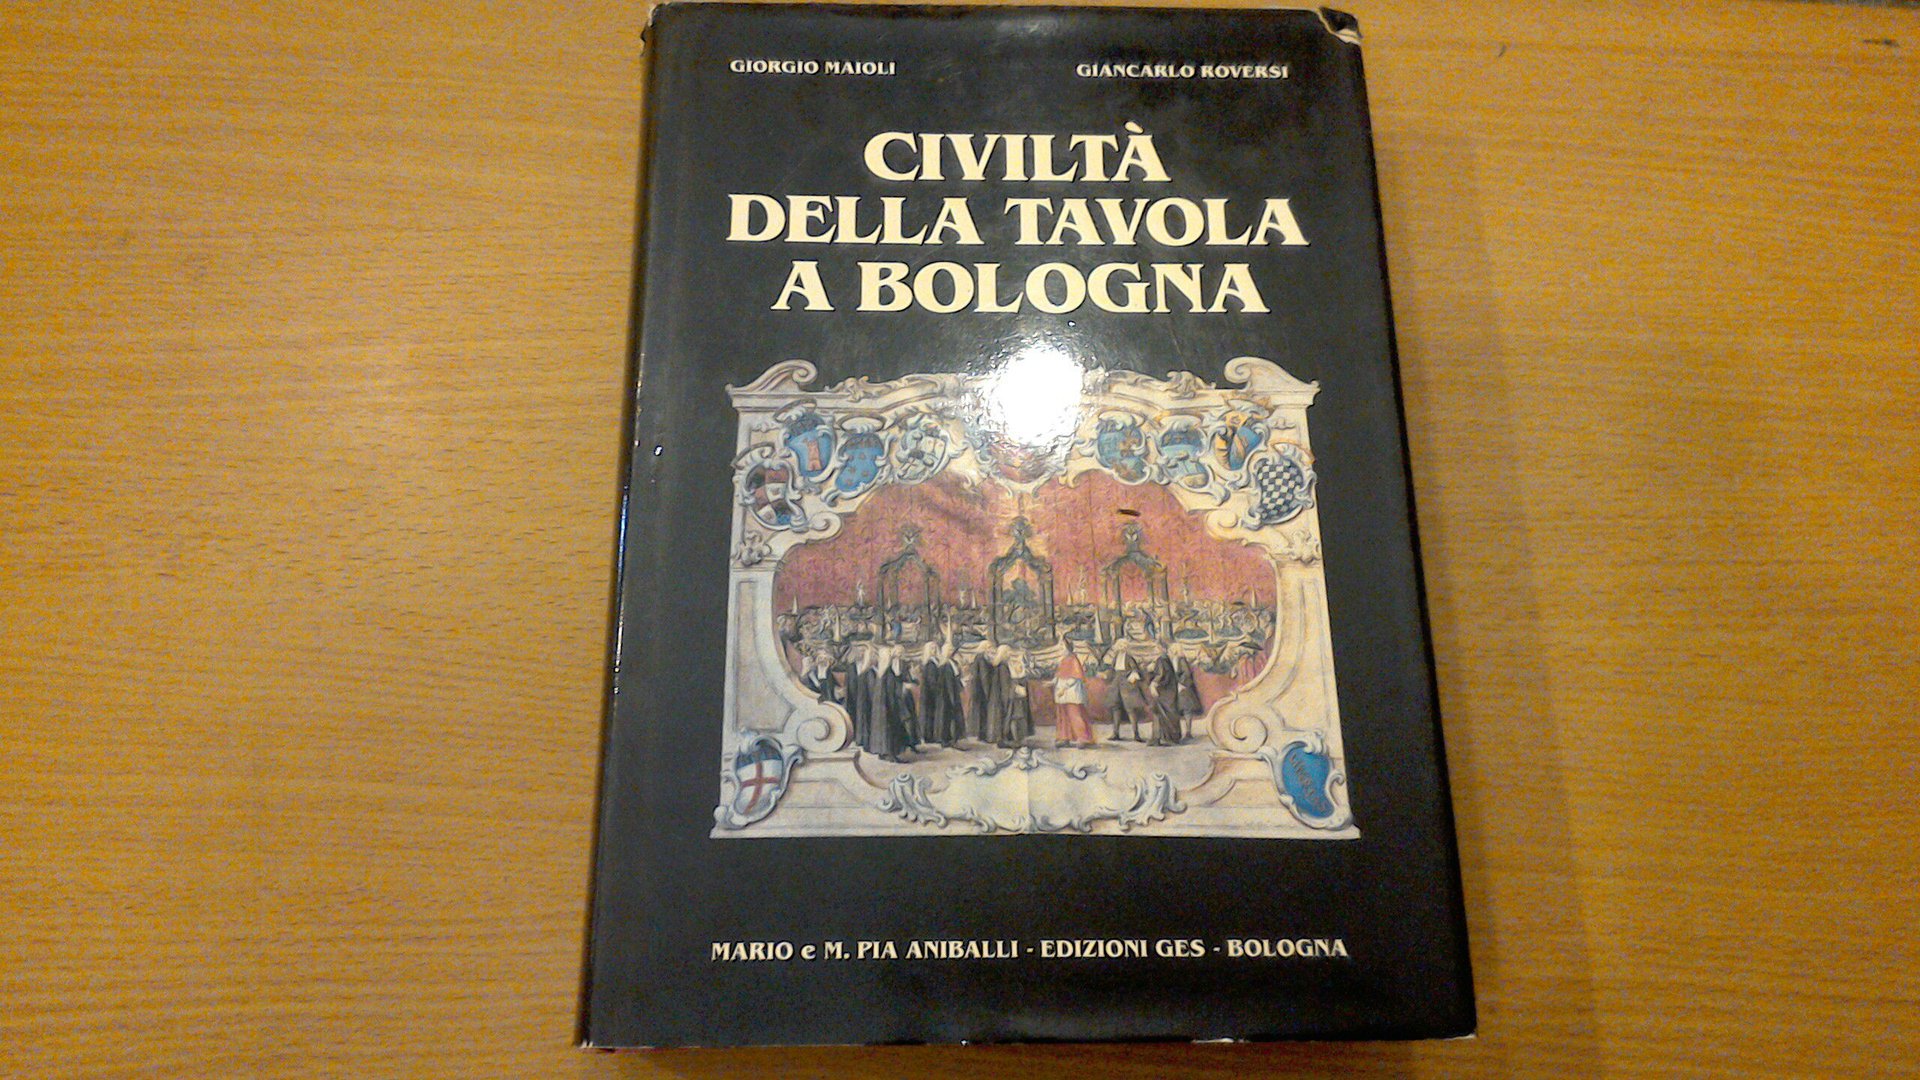 GIORGIO MAIOLI
GIANCARLO ROVERSI
CIVILTÀ
DELLA TAVOLA
A BOLOGNA
MARIO e M. PIA ANIBALLI - EDIZIONI GES - BOLOGNA